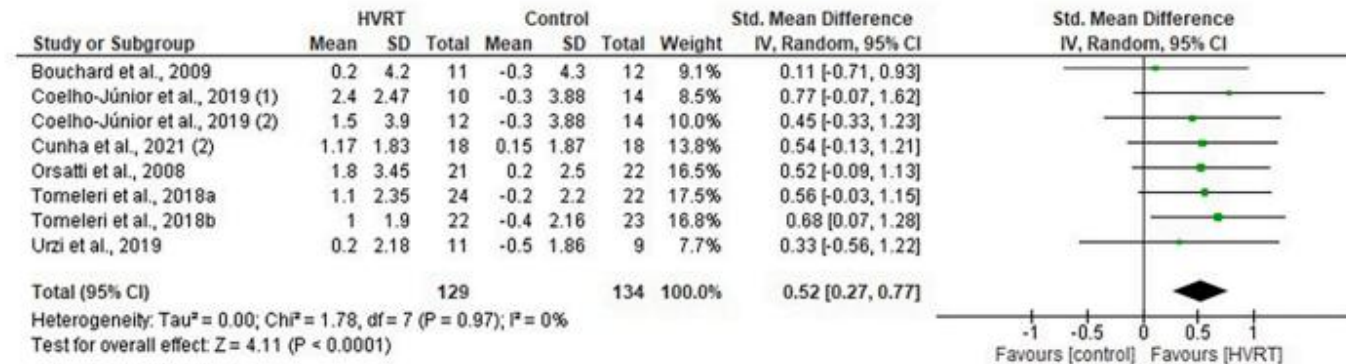 HVRT Control Std. Mean Difference Std. Mean Difference
Study or Subgroup Mean SD Total Mean SD Total Weight IV, Random, 95% CI IV, Random, 95% CI
Bouchard et al., 2009 0.2 4.2 11 -0.3 4.3 12 9.1% 0.11 [-0.71, 0.93]
Coelho-Júnior et al., 2019 (1) 2.4 2.47 10 -0.3 3.88 14 8.5% 0.77 [-0.07, 1.62]
Coelho-Júnior et al., 2019 (2) 1.5 3.9 12 -0.3 3.88 14 10.0% 0.45 [-0.33, 1.23]
Cunha et al., 2021 (2) 1.17 1.83 18 0.15 1.87 18 13.8% 0.54 [-0.13, 1.21]
Orsatti et al., 2008 1.8 3.45 21 0.2 2.5 22 16.5% 0.52 [-0.09, 1.13]
Tomeleri et al., 2018a 1.1 2.35 24 -0.2 2.2 22 17.5% 0.56 [-0.03, 1.15]
Tomeleri et al., 2018b 1 1.9 22 -0.4 2.16 23 16.8% 0.68 [0.07, 1.28]
Urzi et al., 2019 0.2 2.18 11 -0.5 1.86 9 7.7% 0.33 [-0.56, 1.22]
Total (95% CI) 129 134 100.0% 0.52 [0.27, 0.77]
Heterogeneity: Tau² = 0.00; Chi² = 1.78, df = 7 (P = 0.97); I² = 0%
Test for overall effect: Z = 4.11 (P < 0.0001)
-1 -0.5 0 0.5 1
Favours [control] Favours [HVRT]